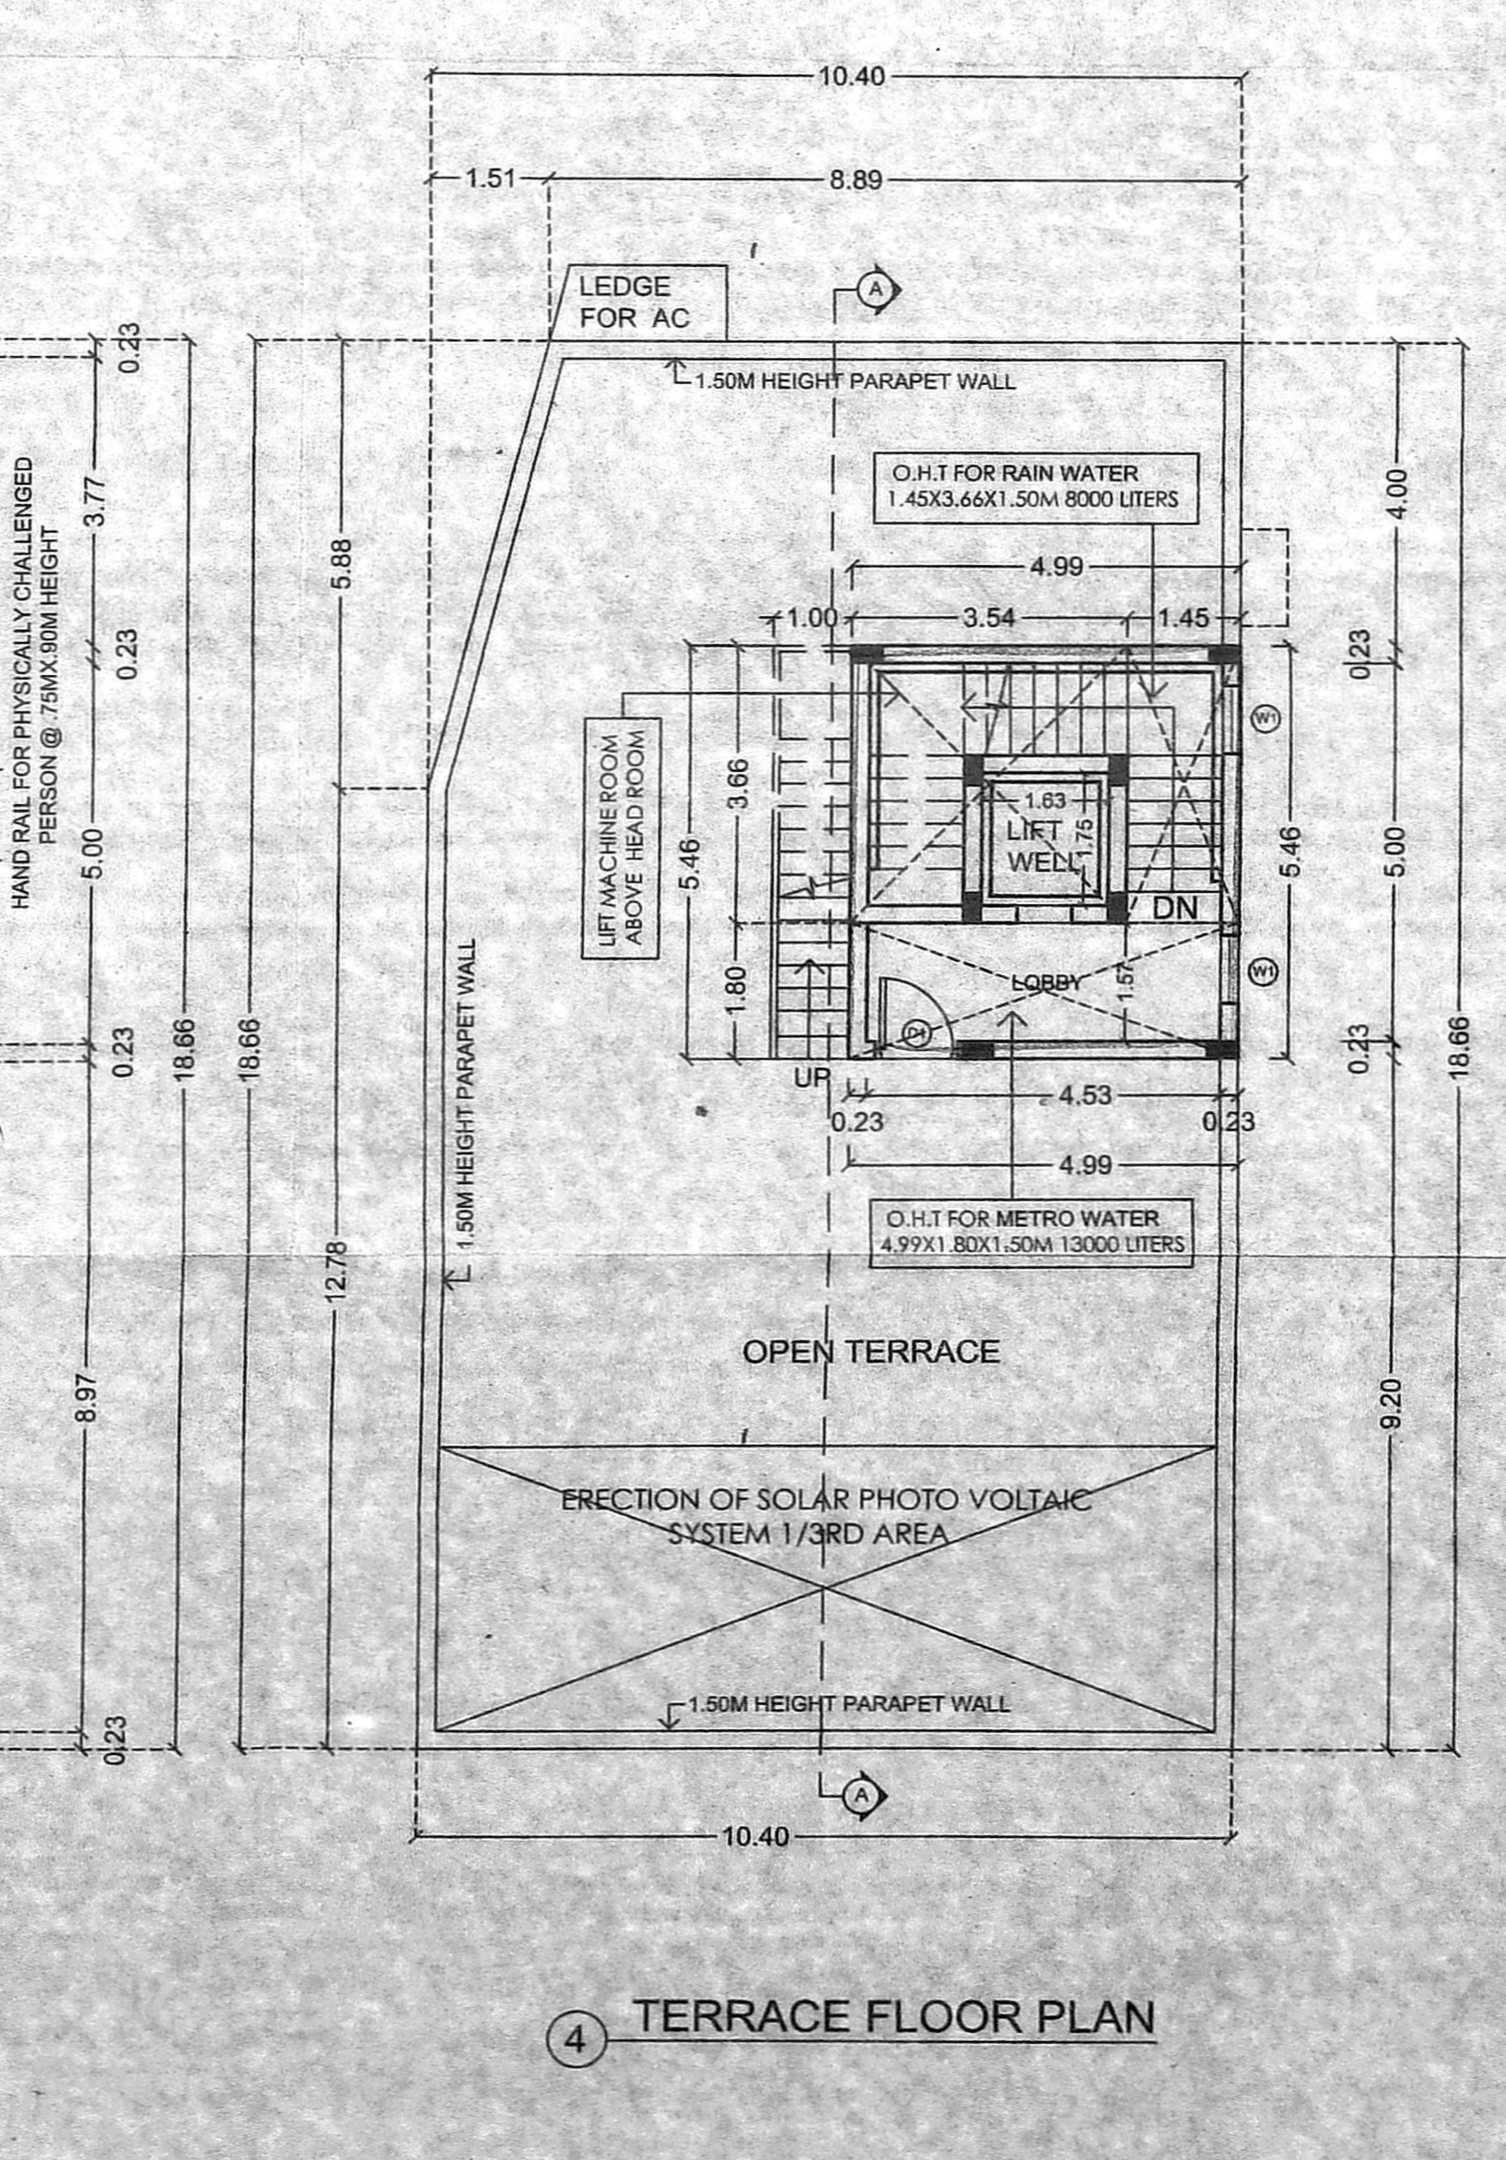 10.40
1.51
8.89
LEDGE
FOR AC
A
1.50M HEIGHT PARAPET WALL
O.H.T FOR RAIN WATER
1.45X3.66X1.50M 8000 LITERS
4.99
1.00
3.54
1.45
0.23
3.77
0.23
5.00
0.23
8.97
0.23
HAND RAIL FOR PHYSICALLY CHALLENGED
PERSON @ .75MX.90M HEIGHT
18.66
18.66
5.88
12.78
1.50M HEIGHT PARAPET WALL
LIFT MACHINE ROOM
ABOVE HEAD ROOM
5.46
3.66
1.80
1.63
1.75
LIFT
WELL
DN
LOBBY
1.57
D1
UP
W1
W1
5.46
0.23
0.23
4.00
5.00
9.20
18.66
4.53
0.23
0.23
4.99
O.H.T FOR METRO WATER
4.99X1.80X1.50M 13000 LITERS
OPEN TERRACE
ERECTION OF SOLAR PHOTO VOLTAIC
SYSTEM 1/3RD AREA
1.50M HEIGHT PARAPET WALL
A
10.40
4
TERRACE FLOOR PLAN